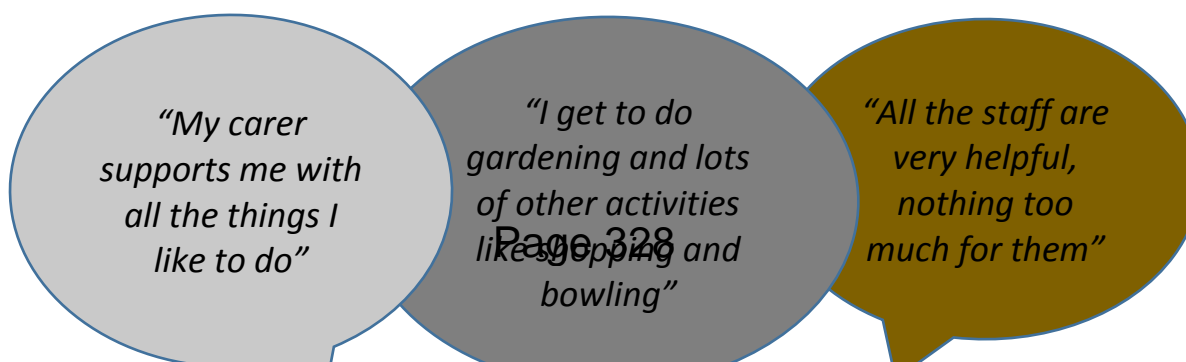 “My carer
supports me with
all the things I
like to do”
“I get to do
gardening and lots
of other activities
like shopping and
bowling”
Page 328
“All the staff are
very helpful,
nothing too
much for them”